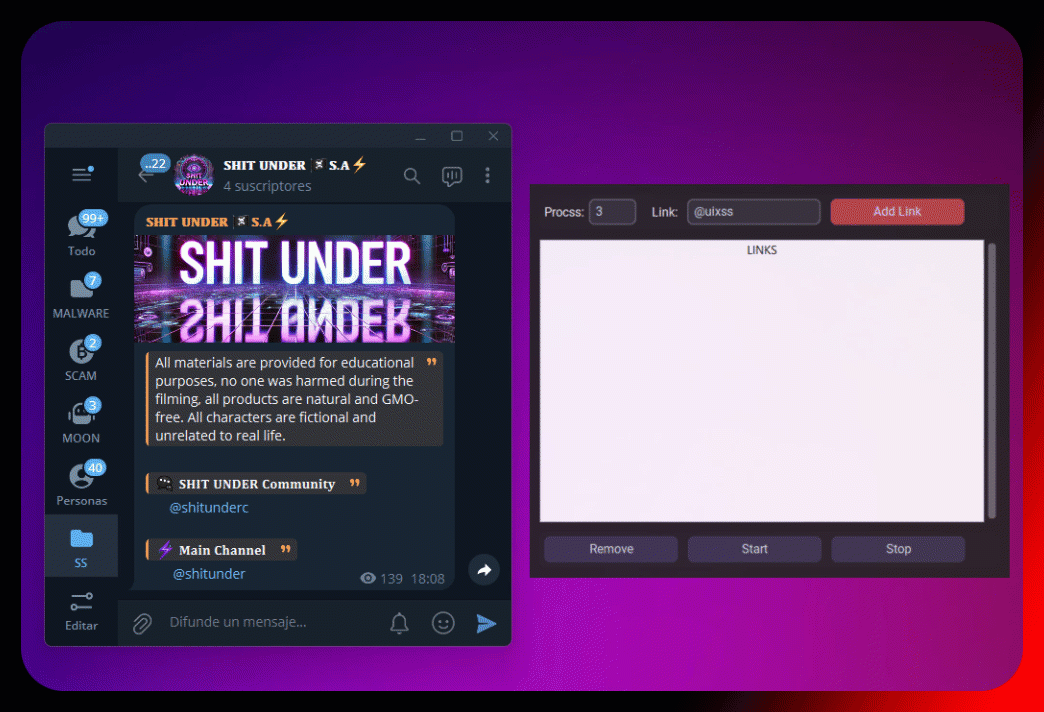 ..22
SHIT UNDER S.A⚡
4 suscriptores
99+
Todo
7
MALWARE
2
SCAM
3
MOON
40
Personas
SS
Editar
SHIT UNDER S.A⚡
SHIT UNDER
All materials are provided for educational
purposes, no one was harmed during the
filming, all products are natural and GMO-
free. All characters are fictional and
unrelated to real life.
SHIT UNDER Community
@shitunderc
⚡ Main Channel
@shitunder
139 18:08
Difunde un mensaje...
Procss: 3 Link: @uixss Add Link
LINKS
Remove Start Stop